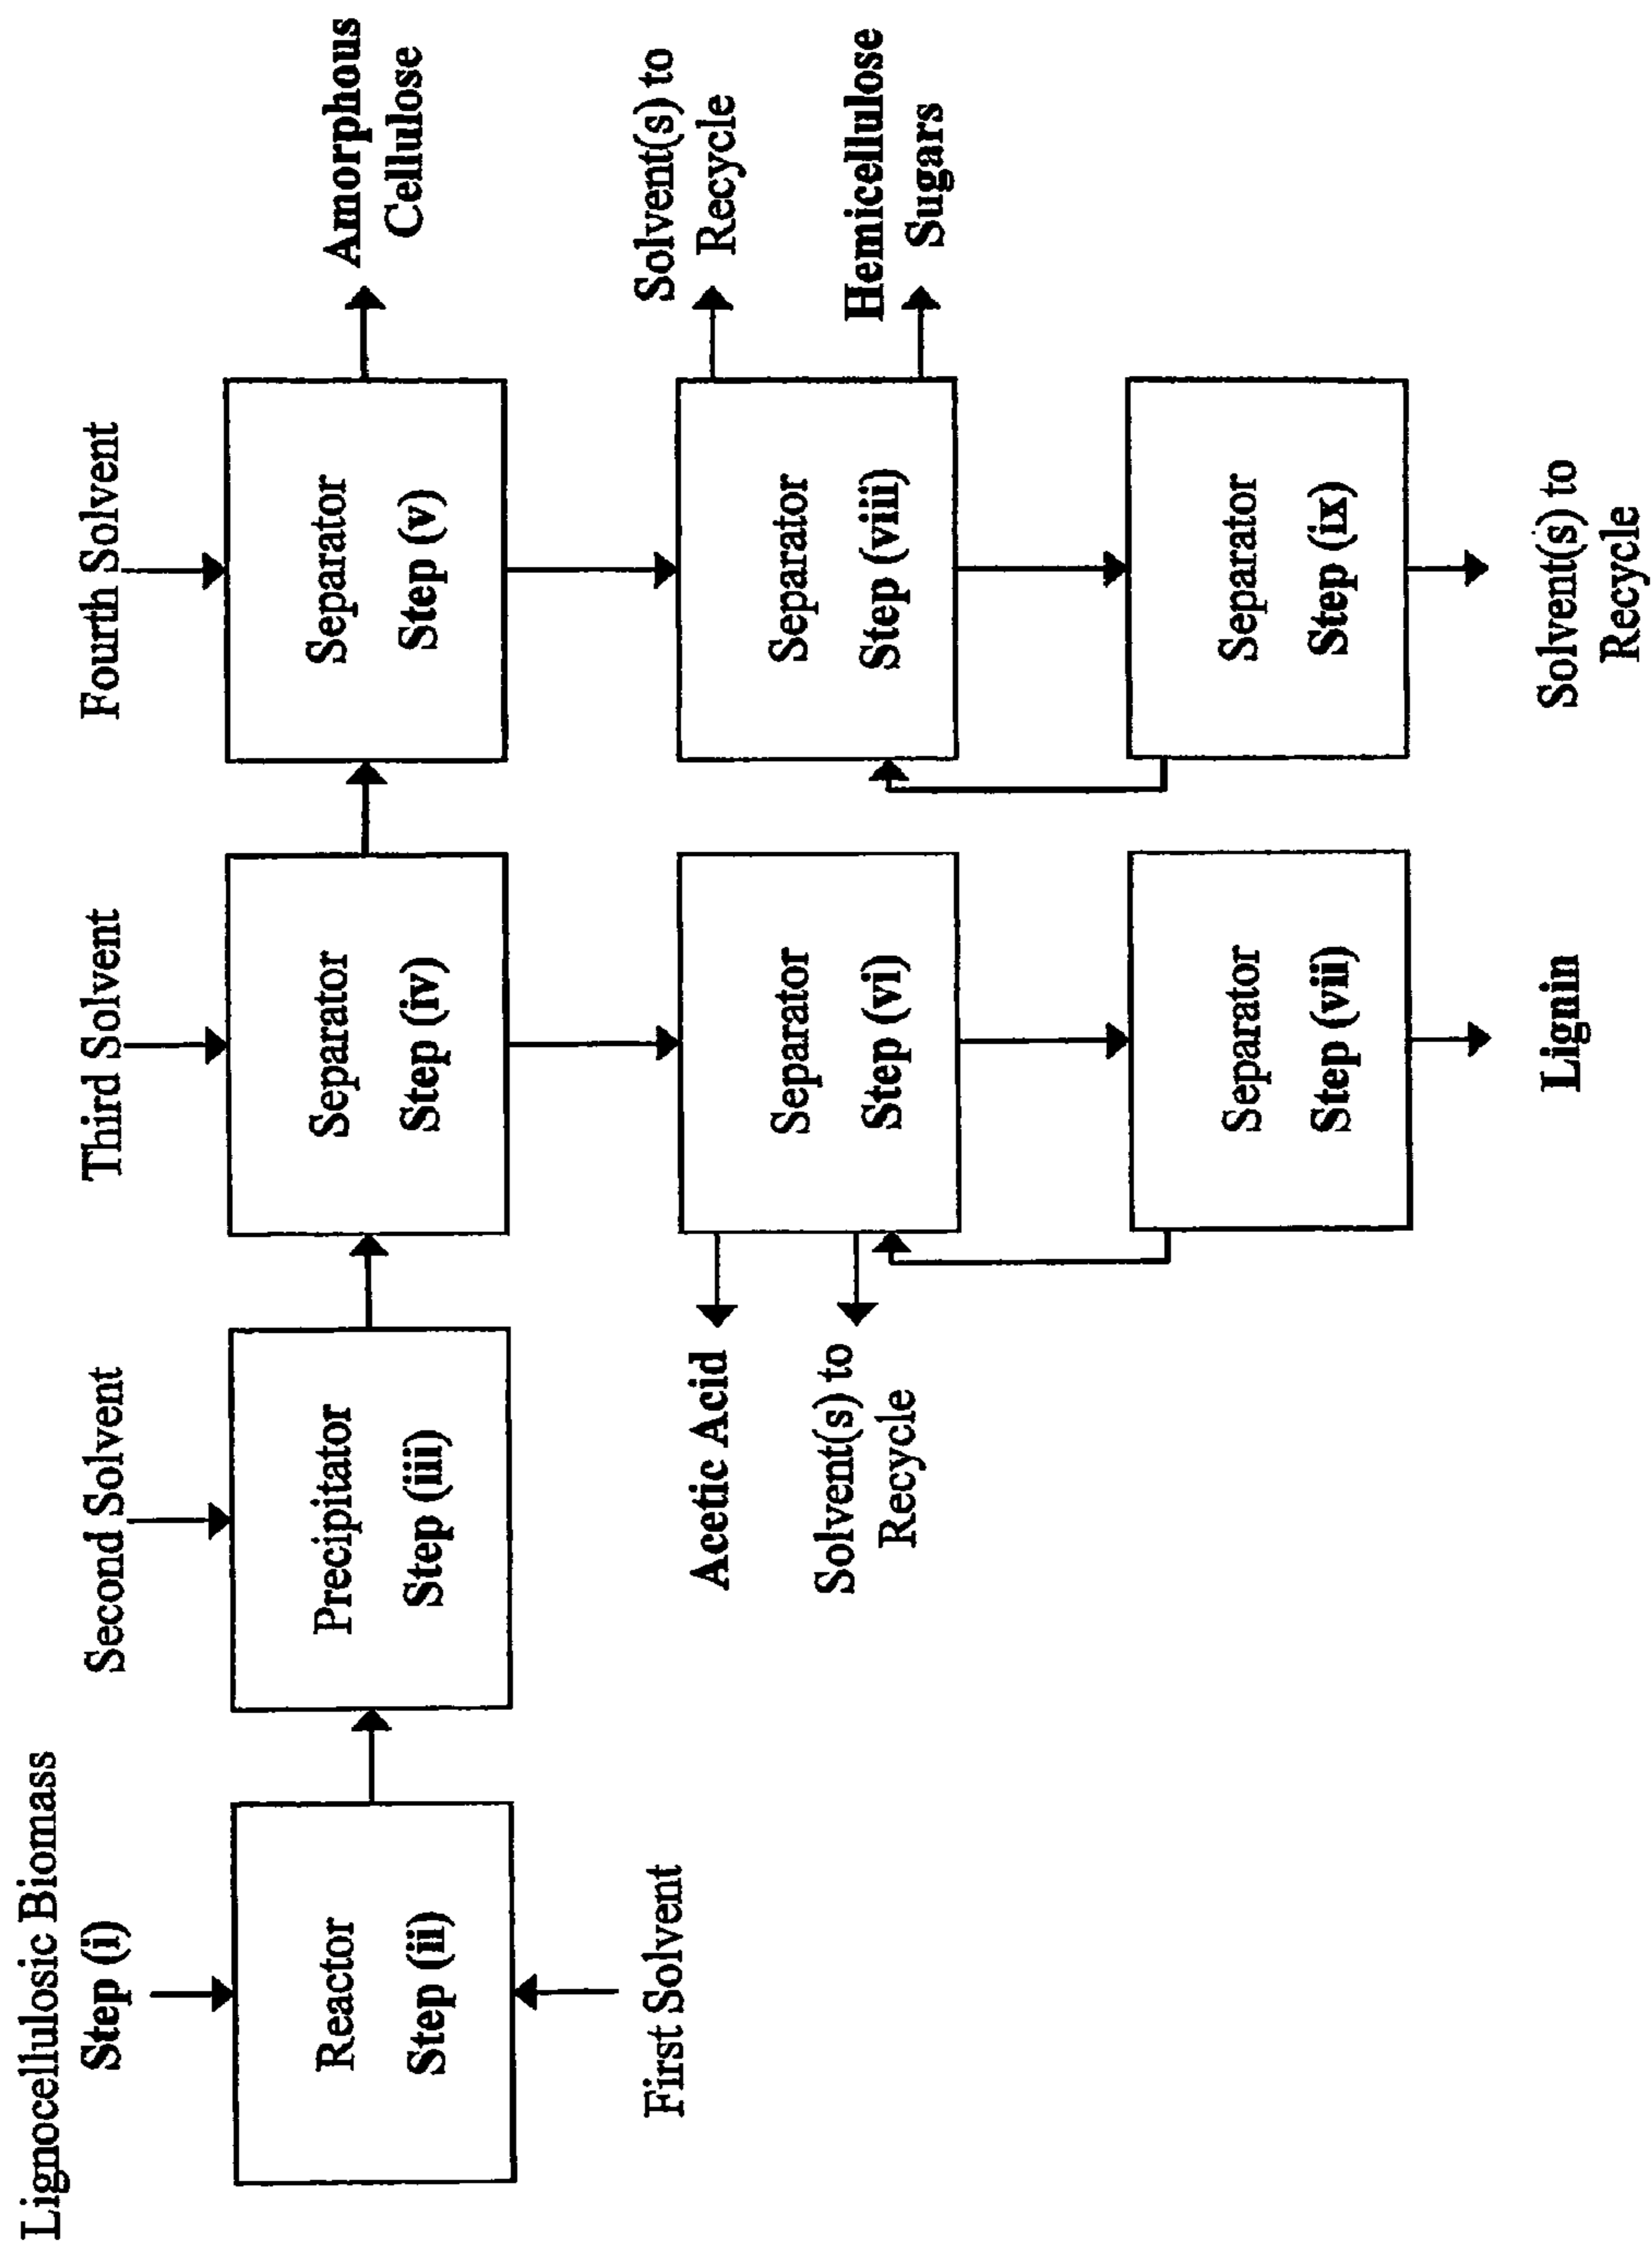 Lignocellulosic Biomass
Step (i)
Second Solvent
Third Solvent
Fourth Solvent
Reactor
Step (ii)
Precipitator
Step (iii)
Separator
Step (iv)
Separator
Step (v)
Amorphous
Cellulose
First Solvent
Acetic Acid
Solvent(s) to
Recycle
Separator
Step (vi)
Separator
Step (viii)
Solvent(s) to
Recycle
Hemicellulose
Sugars
Separator
Step (vii)
Separator
Step (ix)
Lignin
Solvent(s) to
Recycle